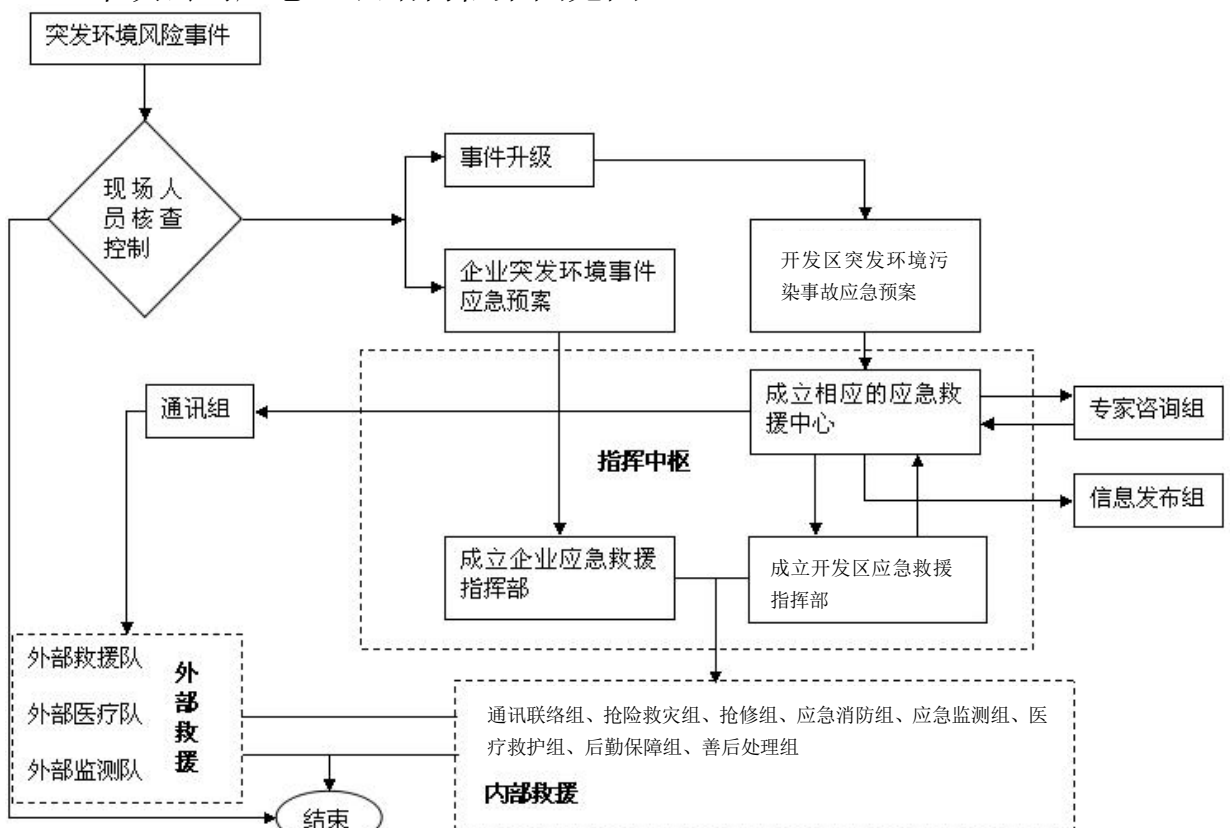 突发环境风险事件
现场人
员核查
控制
事件升级
企业突发环境事件
应急预案
开发区突发环境污
染事故应急预案
通讯组
成立相应的应急救
援中心
专家咨询组
指挥中枢
信息发布组
成立企业应急救援
指挥部
成立开发区应急救援
指挥部
外部救援队
外部医疗队
外部监测队
外
部
救
援
通讯联络组、抢险救灾组、抢修组、应急消防组、应急监测组、医
疗救护组、后勤保障组、善后处理组
内部救援
结束